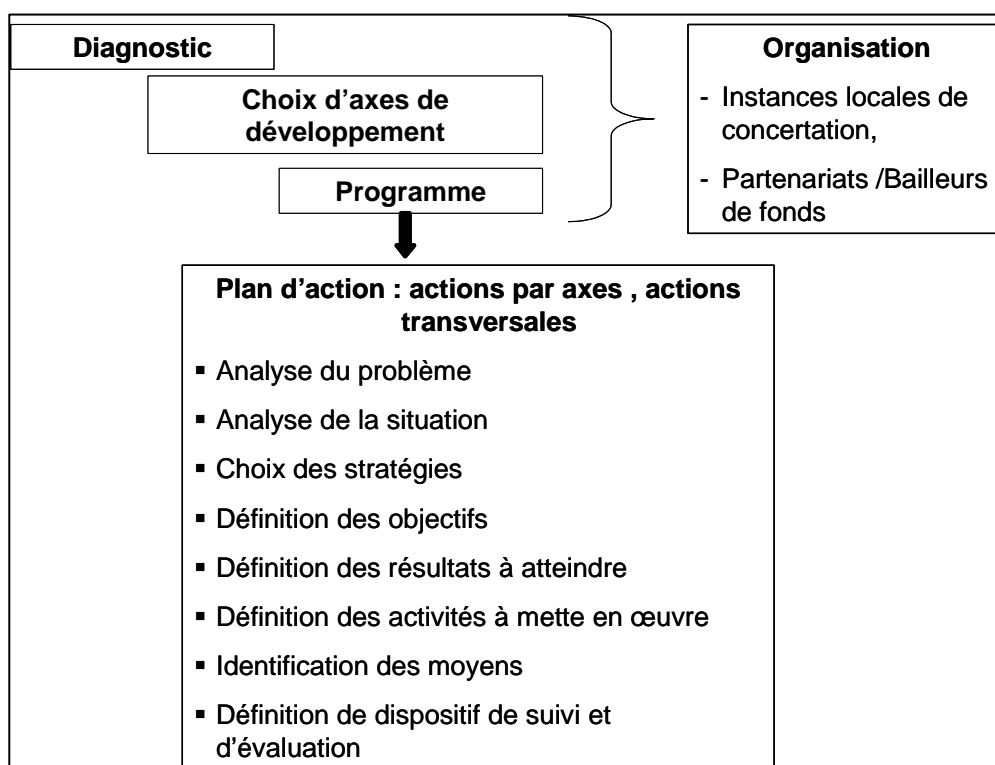 Diagnostic
Choix d'axes de
développement
Programme
Organisation
- Instances locales de
concertation,
- Partenariats /Bailleurs
de fonds
Plan d'action : actions par axes , actions
transversales
▪ Analyse du problème
▪ Analyse de la situation
▪ Choix des stratégies
▪ Définition des objectifs
▪ Définition des résultats à atteindre
▪ Définition des activités à mette en œuvre
▪ Identification des moyens
▪ Définition de dispositif de suivi et
d'évaluation